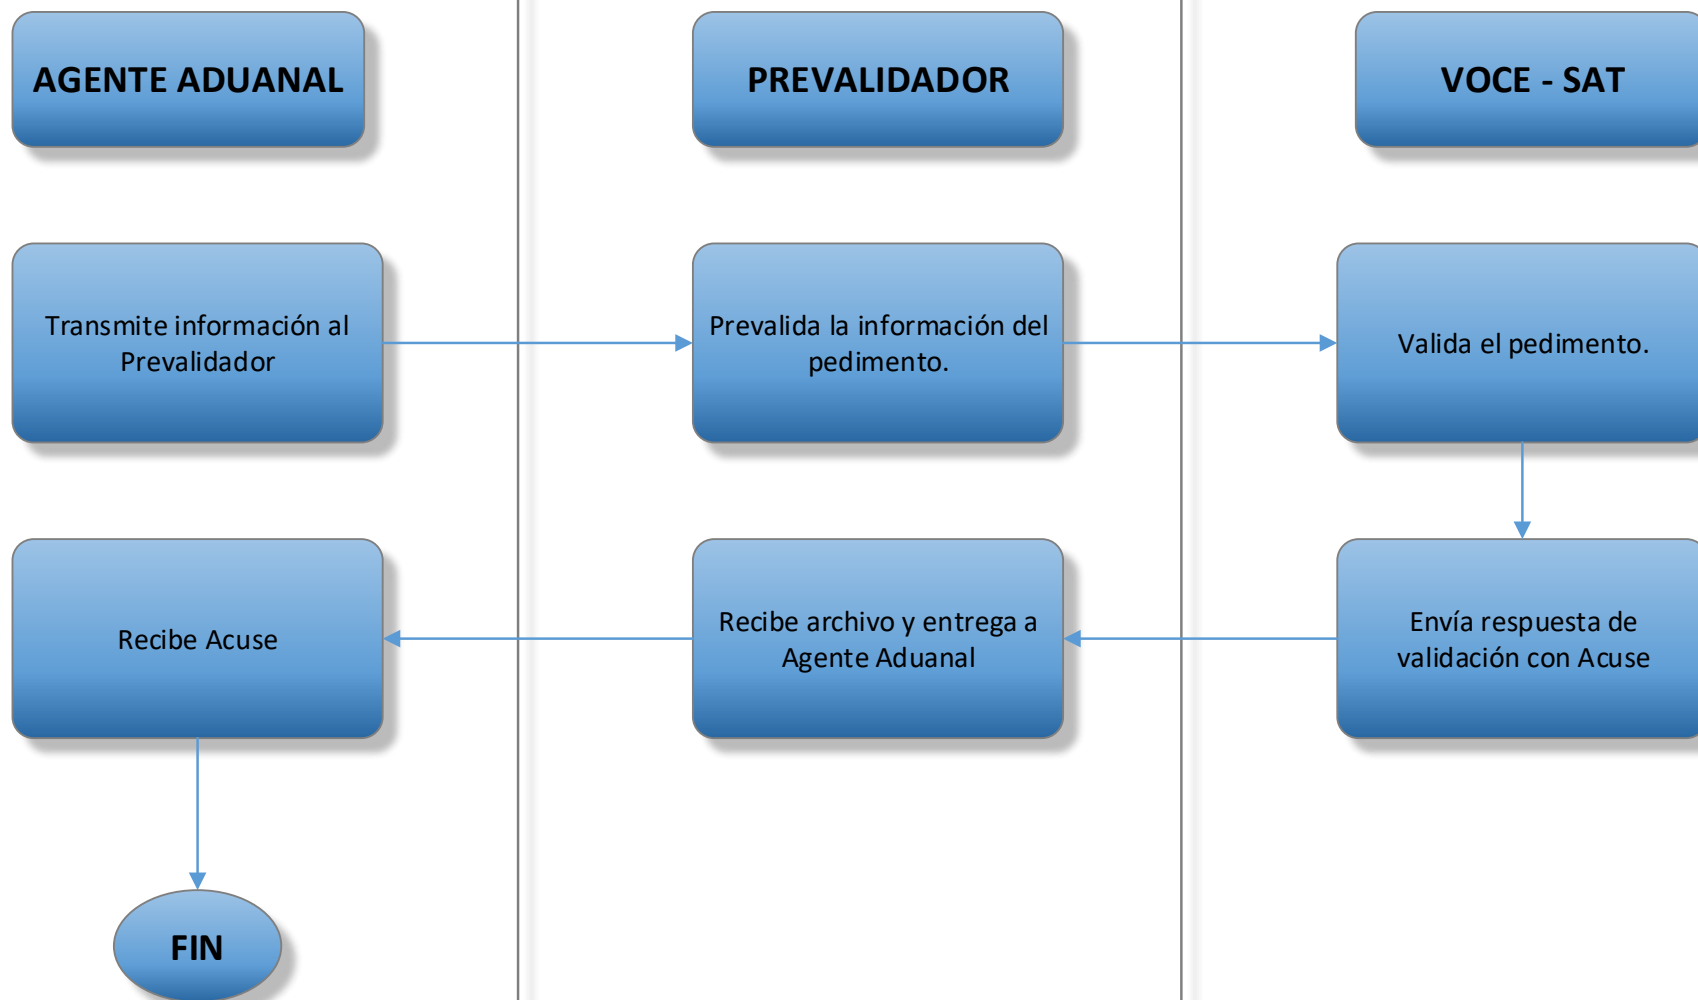 AGENTE ADUANAL
PREVALIDADOR
VOCE - SAT
Transmite información al
Prevalidador
Prevalida la información del
pedimento.
Valida el pedimento.
Recibe Acuse
Recibe archivo y entrega a
Agente Aduanal
Envía respuesta de
validación con Acuse
FIN